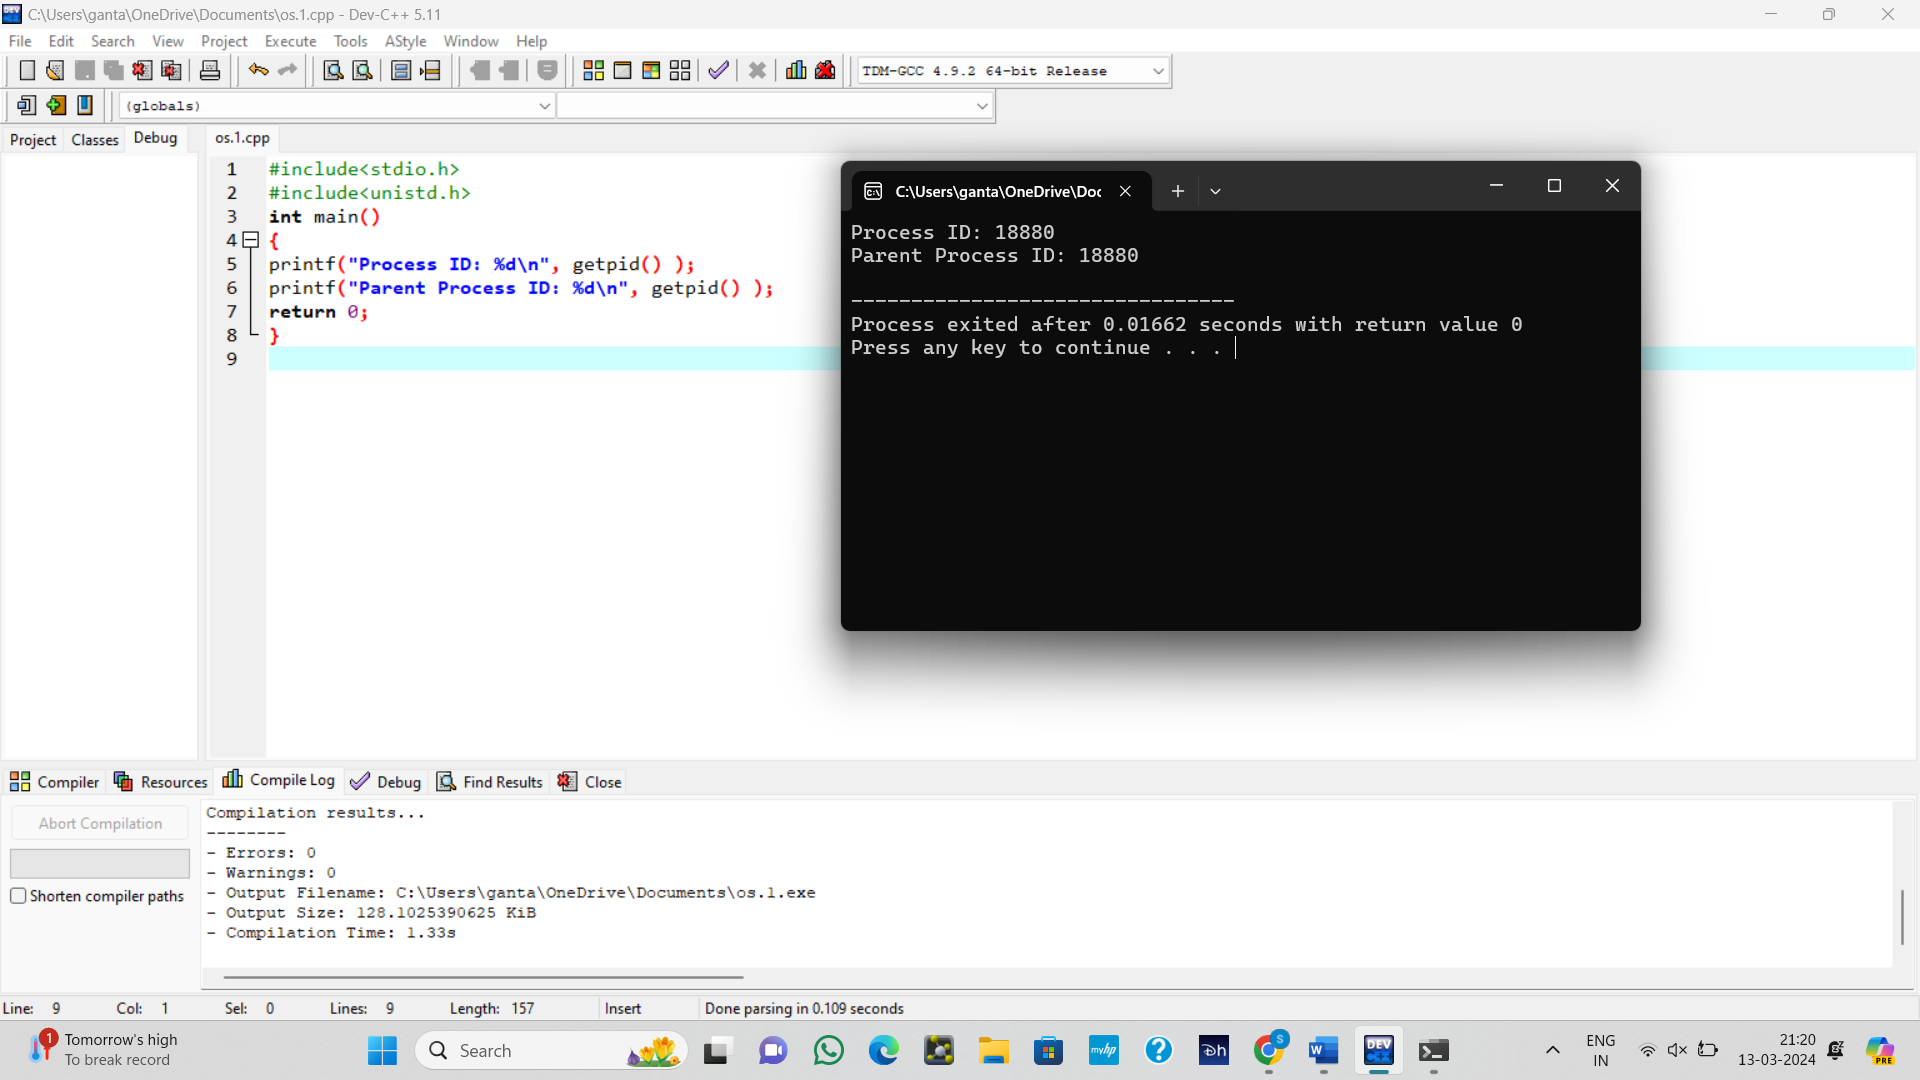 C:\Users\ganta\OneDrive\Documents\os.1.cpp - Dev-C++ 5.11
File Edit Search View Project Execute Tools AStyle Window Help
TDM-GCC 4.9.2 64-bit Release
(globals)
Project Classes Debug
os.1.cpp
1 #include<stdio.h>
2 #include<unistd.h>
3 int main()
4 {
5 printf("Process ID: %d\n", getpid() );
6 printf("Parent Process ID: %d\n", getpid() );
7 return 0;
8 }
9
C:\Users\ganta\OneDrive\Doc
Process ID: 18880
Parent Process ID: 18880
--------------------------------
Process exited after 0.01662 seconds with return value 0
Press any key to continue . . .
Compiler Resources Compile Log Debug Find Results Close
Abort Compilation
Shorten compiler paths
Compilation results...
--------
- Errors: 0
- Warnings: 0
- Output Filename: C:\Users\ganta\OneDrive\Documents\os.1.exe
- Output Size: 128.1025390625 KiB
- Compilation Time: 1.33s
Line: 9 Col: 1 Sel: 0 Lines: 9 Length: 157 Insert Done parsing in 0.109 seconds
1
Tomorrow's high
To break record
Search
myhp
?
Dh
S
W
DEV
C++
ENG
IN
21:20
13-03-2024
PRE